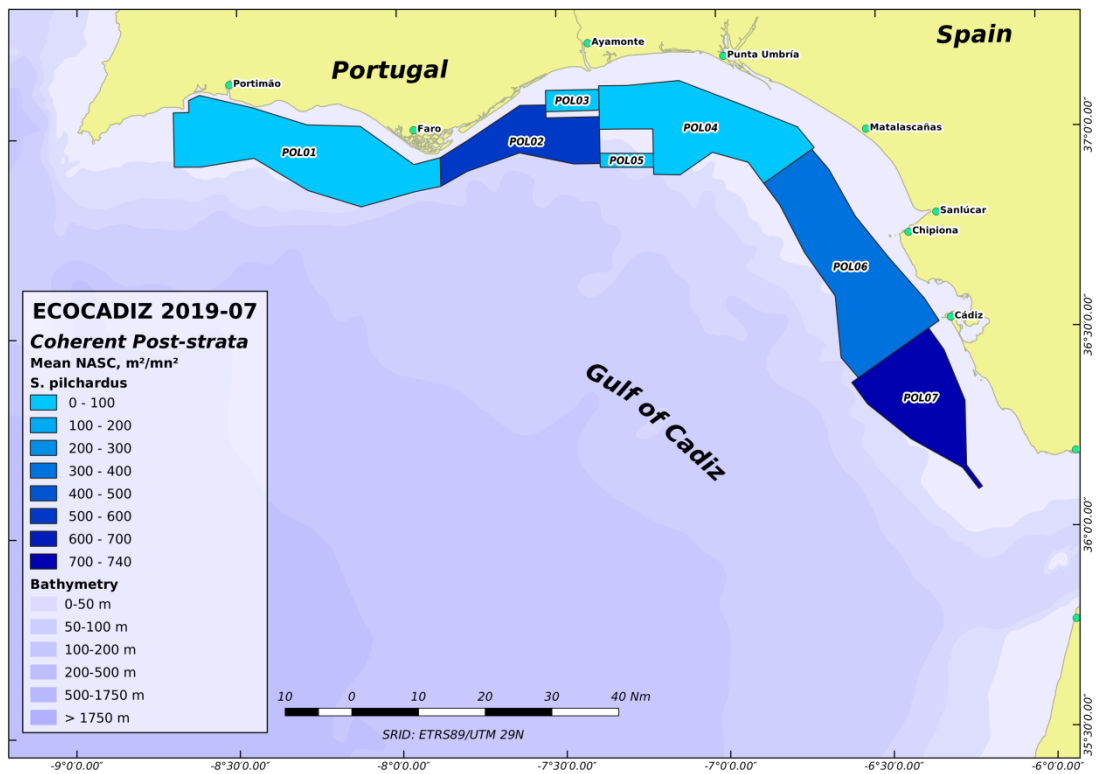 Spain
Ayamonte
Punta Umbría
Portugal
Portimão
POL03
Faro
POL04
Matalascañas
37°0'0.00"
POL02
POL01
POL05
Sanlúcar
Chipiona
POL06
ECOCADIZ 2019-07
Cádiz
36°30'0.00"
Coherent Post-strata
Mean NASC, m²/mn²
S. pilchardus
0 - 100
100 - 200
200 - 300
300 - 400
400 - 500
500 - 600
600 - 700
700 - 740
Gulf of Cadiz
POL07
36°0'0.00"
Bathymetry
0-50 m
50-100 m
100-200 m
200-500 m
500-1750 m
> 1750 m
10 0 10 20 30 40 Nm
SRID: ETRS89/UTM 29N
35°30'0.00"
-9°0'0.00" -8°30'0.00" -8°0'0.00" -7°30'0.00" -7°0'0.00" -6°30'0.00" -6°0'0.00"